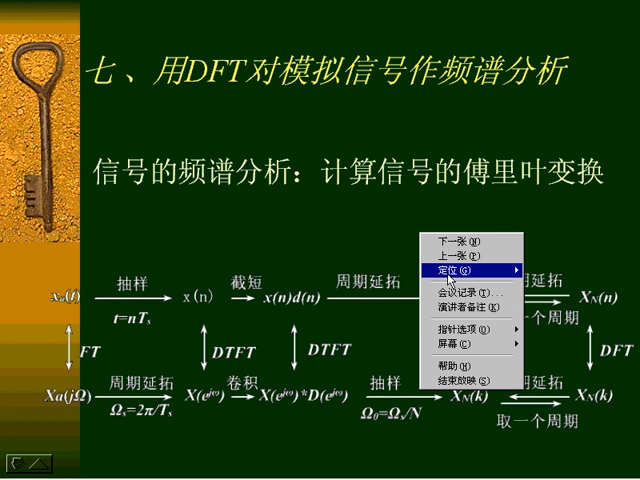 七、用DFT对模拟信号作频谱分析
信号的频谱分析：计算信号的傅里叶变换
下一张(N)
上一张(P)
定位(G)
会议记录(T)...
演讲者备注(K)
指针选项(O)
屏幕(C)
帮助(H)
结束放映(S)
xa(t) 抽样 x(n) 截短 x(n)d(n) 周期延拓 期延拓 XN(n)
t=nTs 一个周期
FT DTFT DTFT DFT
Xa(jΩ) 周期延拓 X(e^jω) 卷积 X(e^jω)*D(e^jω) 抽样 XN(k) 期延拓 XN(k)
Ωs=2π/Ts Ω0=Ωs/N 取一个周期